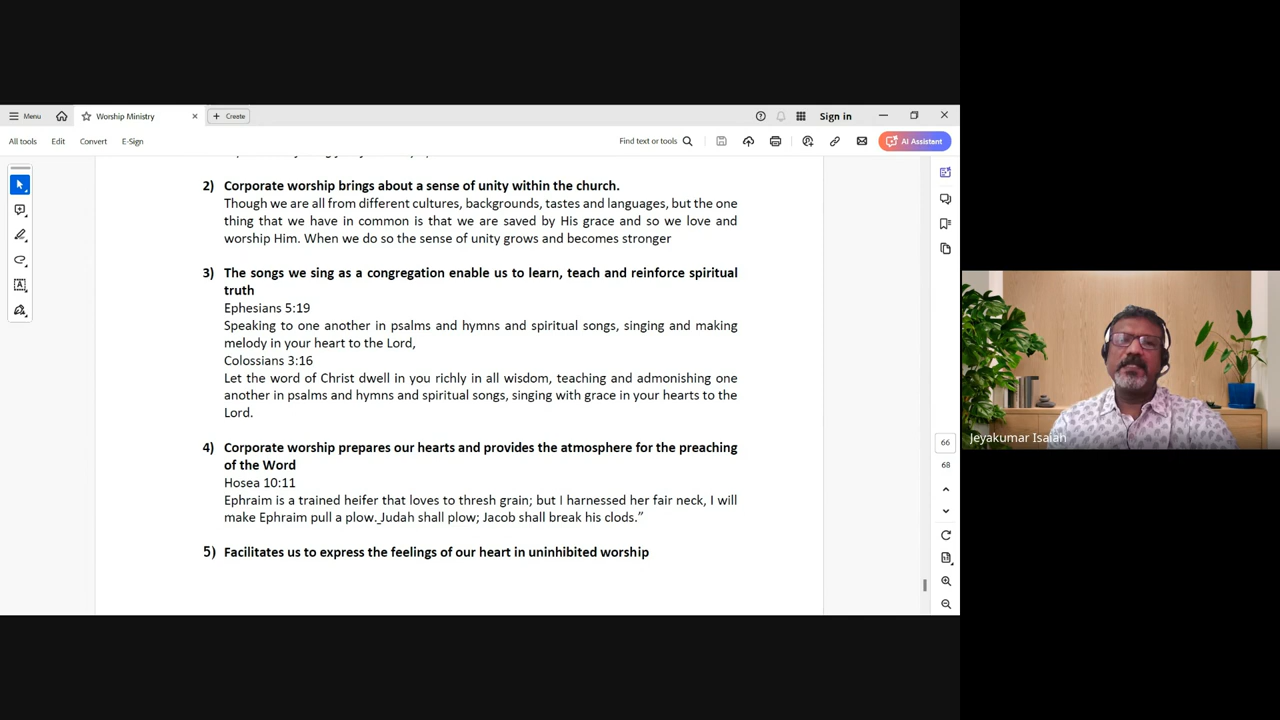 Menu
Worship Ministry
Create
Sign in
All tools
Edit
Convert
E-Sign
Find text or tools
AI Assistant
2) Corporate worship brings about a sense of unity within the church.
Though we are all from different cultures, backgrounds, tastes and languages, but the one
thing that we have in common is that we are saved by His grace and so we love and
worship Him. When we do so the sense of unity grows and becomes stronger
3) The songs we sing as a congregation enable us to learn, teach and reinforce spiritual
truth
Ephesians 5:19
Speaking to one another in psalms and hymns and spiritual songs, singing and making
melody in your heart to the Lord,
Colossians 3:16
Let the word of Christ dwell in you richly in all wisdom, teaching and admonishing one
another in psalms and hymns and spiritual songs, singing with grace in your hearts to the
Lord.
4) Corporate worship prepares our hearts and provides the atmosphere for the preaching
of the Word
Hosea 10:11
Ephraim is a trained heifer that loves to thresh grain; but I harnessed her fair neck, I will
make Ephraim pull a plow. Judah shall plow; Jacob shall break his clods.”
5) Facilitates us to express the feelings of our heart in uninhibited worship
66
68
Jeyakumar Isaiah